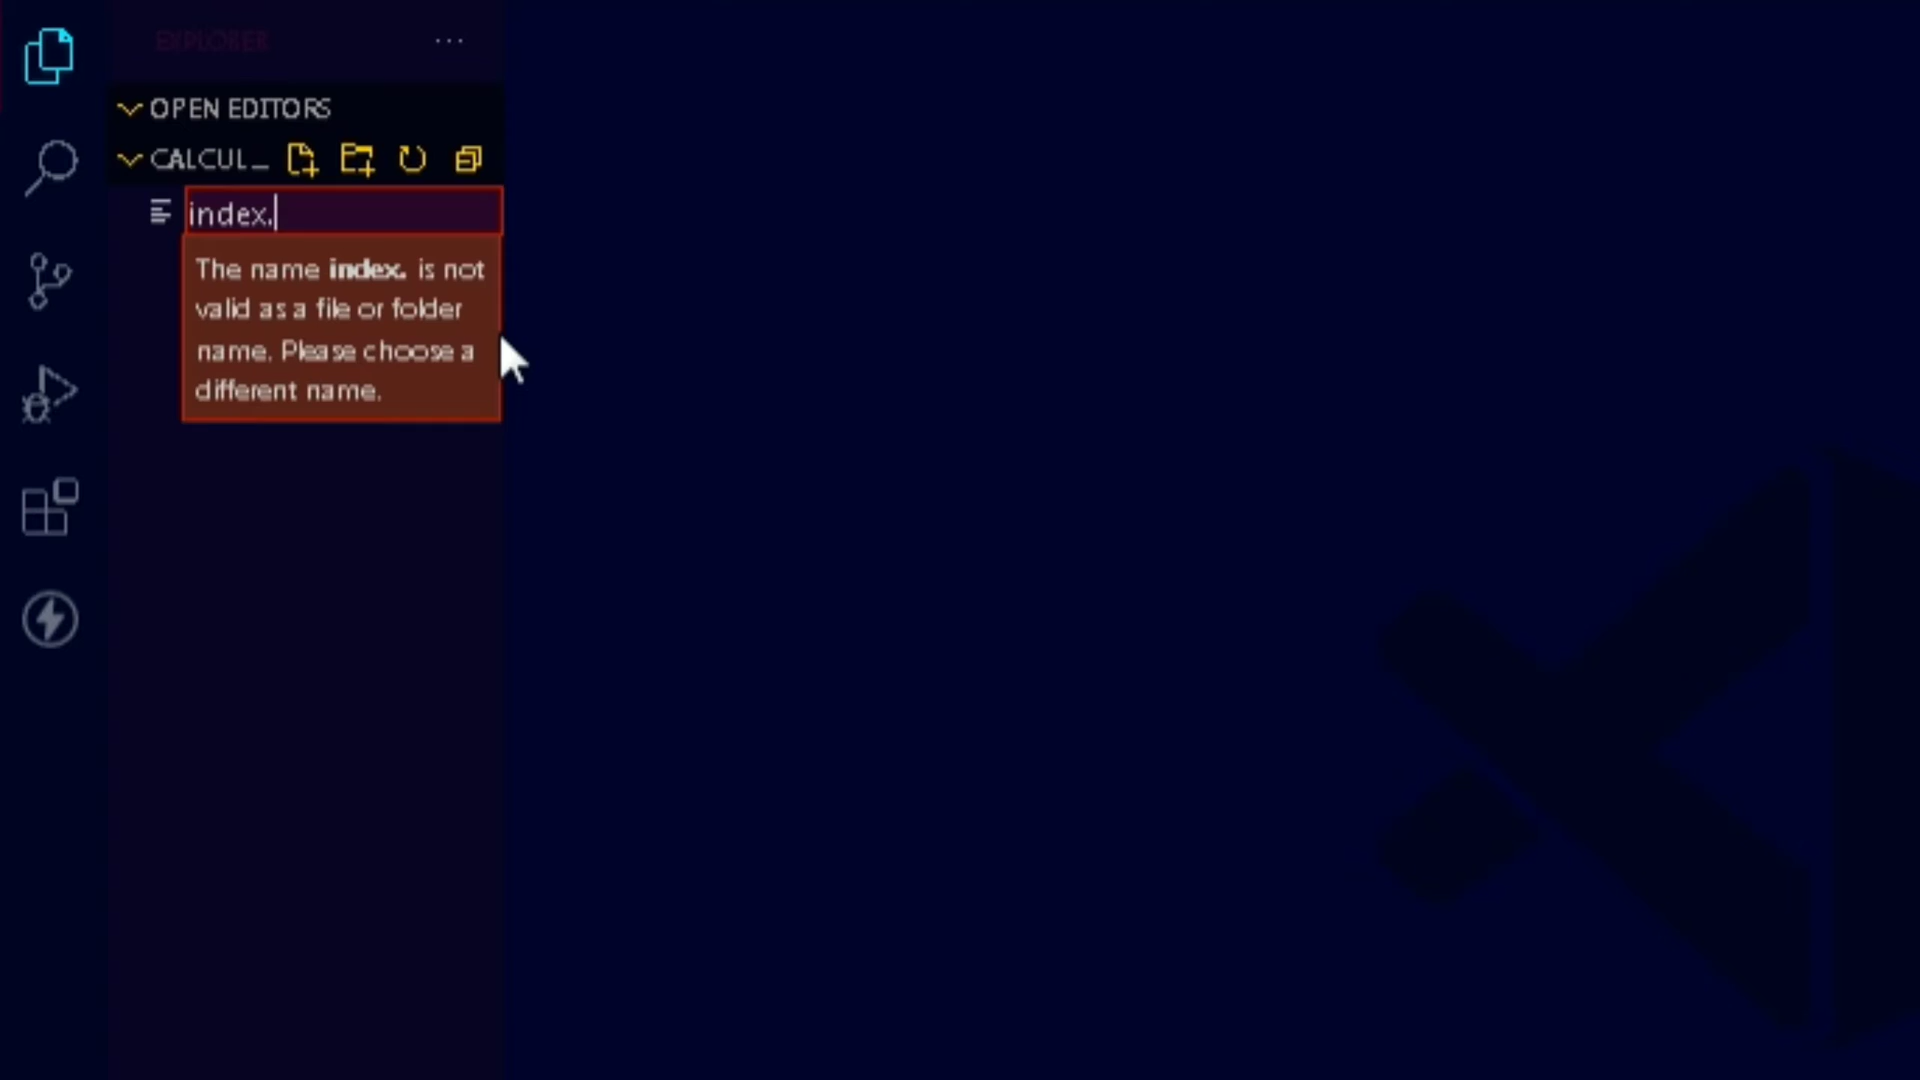 EXPLORER
OPEN EDITORS
CALCUL...
index.
The name index. is not
valid as a file or folder
name. Please choose a
different name.